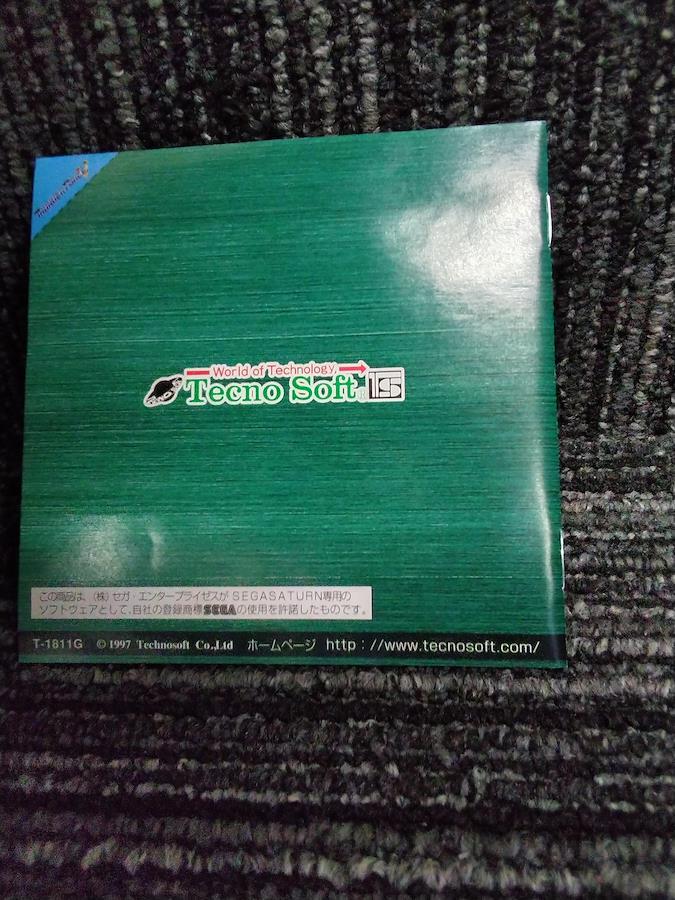 World of Technology
Tecno Soft
この商品は、(株)セガ・エンタープライゼスがSEGASATURN専用の
ソフトウェアとして、自社の登録商標SEGAの使用を許諾したものです。
T-1811G © 1997 Technosoft Co.,Ltd ホームページ http://www.tecnosoft.com/